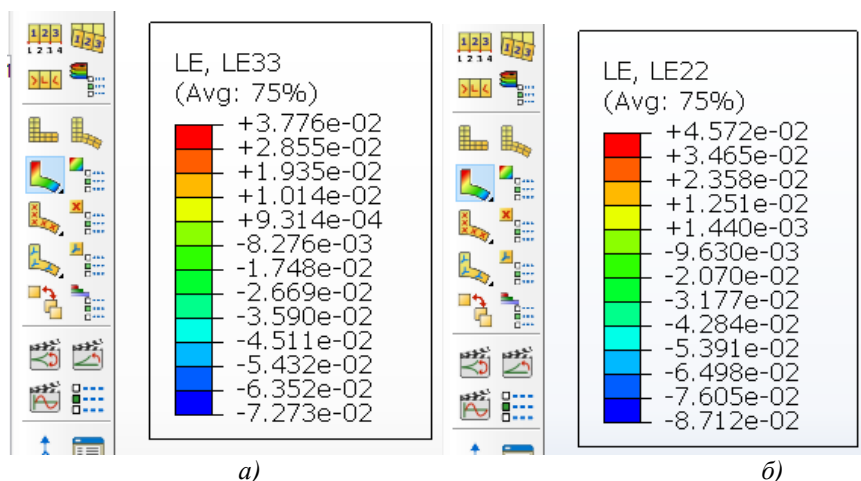 LE, LE33
(Avg: 75%)
+3.776e-02
+2.855e-02
+1.935e-02
+1.014e-02
+9.314e-04
-8.276e-03
-1.748e-02
-2.669e-02
-3.590e-02
-4.511e-02
-5.432e-02
-6.352e-02
-7.273e-02
LE, LE22
(Avg: 75%)
+4.572e-02
+3.465e-02
+2.358e-02
+1.251e-02
+1.440e-03
-9.630e-03
-2.070e-02
-3.177e-02
-4.284e-02
-5.391e-02
-6.498e-02
-7.605e-02
-8.712e-02
а) б)